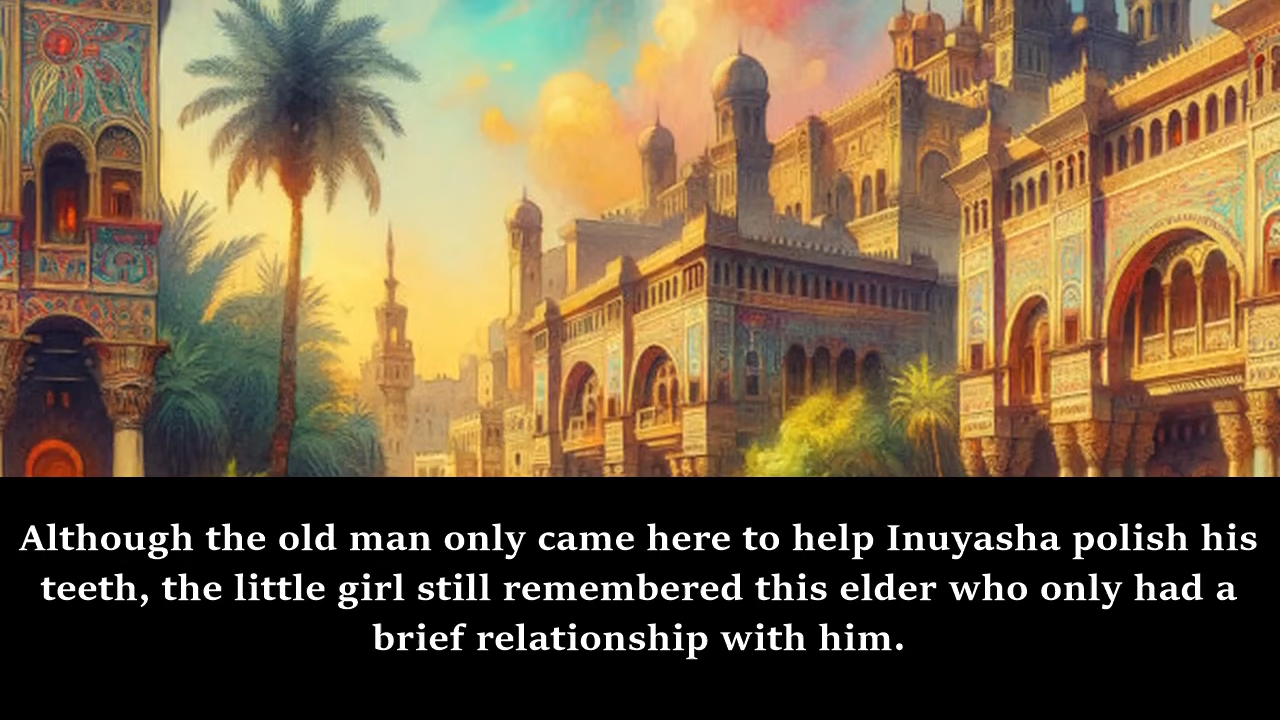 Although the old man only came here to help Inuyasha polish his
teeth, the little girl still remembered this elder who only had a
brief relationship with him.